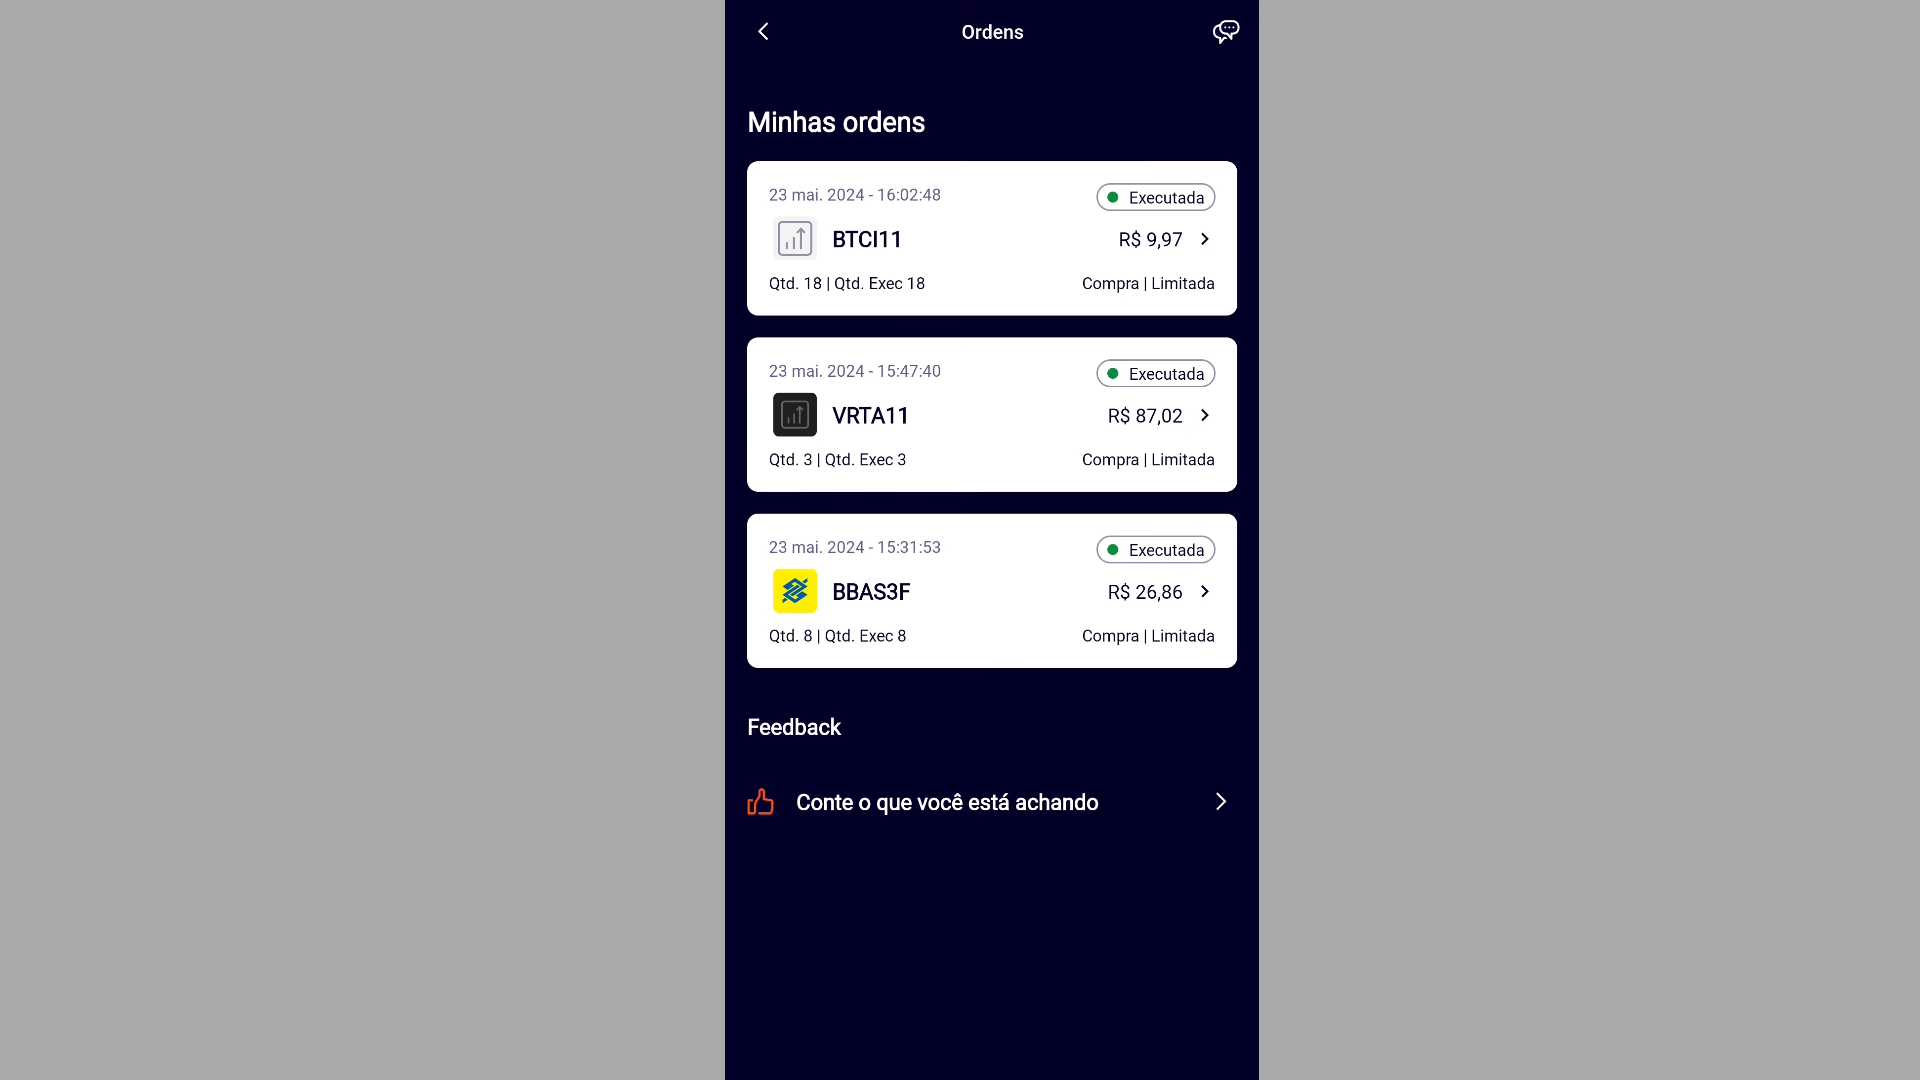 Ordens
Minhas ordens
23 mai. 2024 - 16:02:48
Executada
BTCI11
R$ 9,97
Qtd. 18 | Qtd. Exec 18
Compra | Limitada
23 mai. 2024 - 15:47:40
Executada
VRTA11
R$ 87,02
Qtd. 3 | Qtd. Exec 3
Compra | Limitada
23 mai. 2024 - 15:31:53
Executada
BBAS3F
R$ 26,86
Qtd. 8 | Qtd. Exec 8
Compra | Limitada
Feedback
Conte o que você está achando